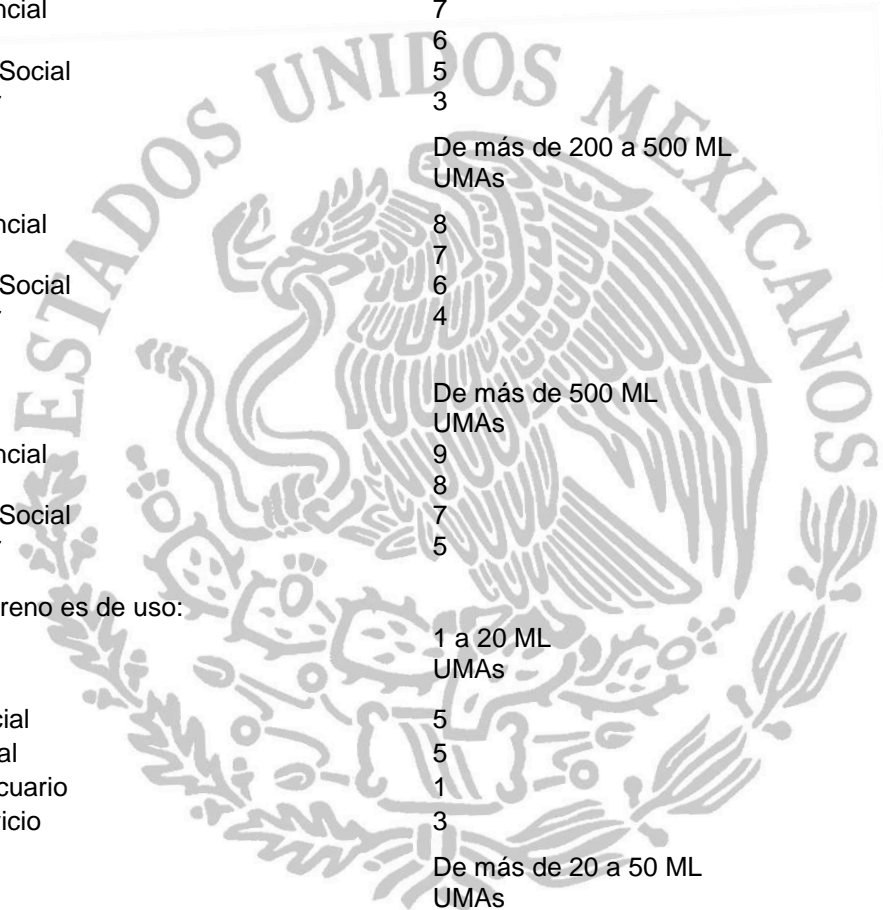 ncial 7
6
Social 5
3
De más de 200 a 500 ML
UMAs
ncial 8
7
Social 6
4
De más de 500 ML
UMAs
ncial 9
8
Social 7
5
reno es de uso:
1 a 20 ML
UMAs
cial 5
al 5
cuario 1
vicio 3
De más de 20 a 50 ML
UMAs
ESTADOS UNIDOS MEXICANOS